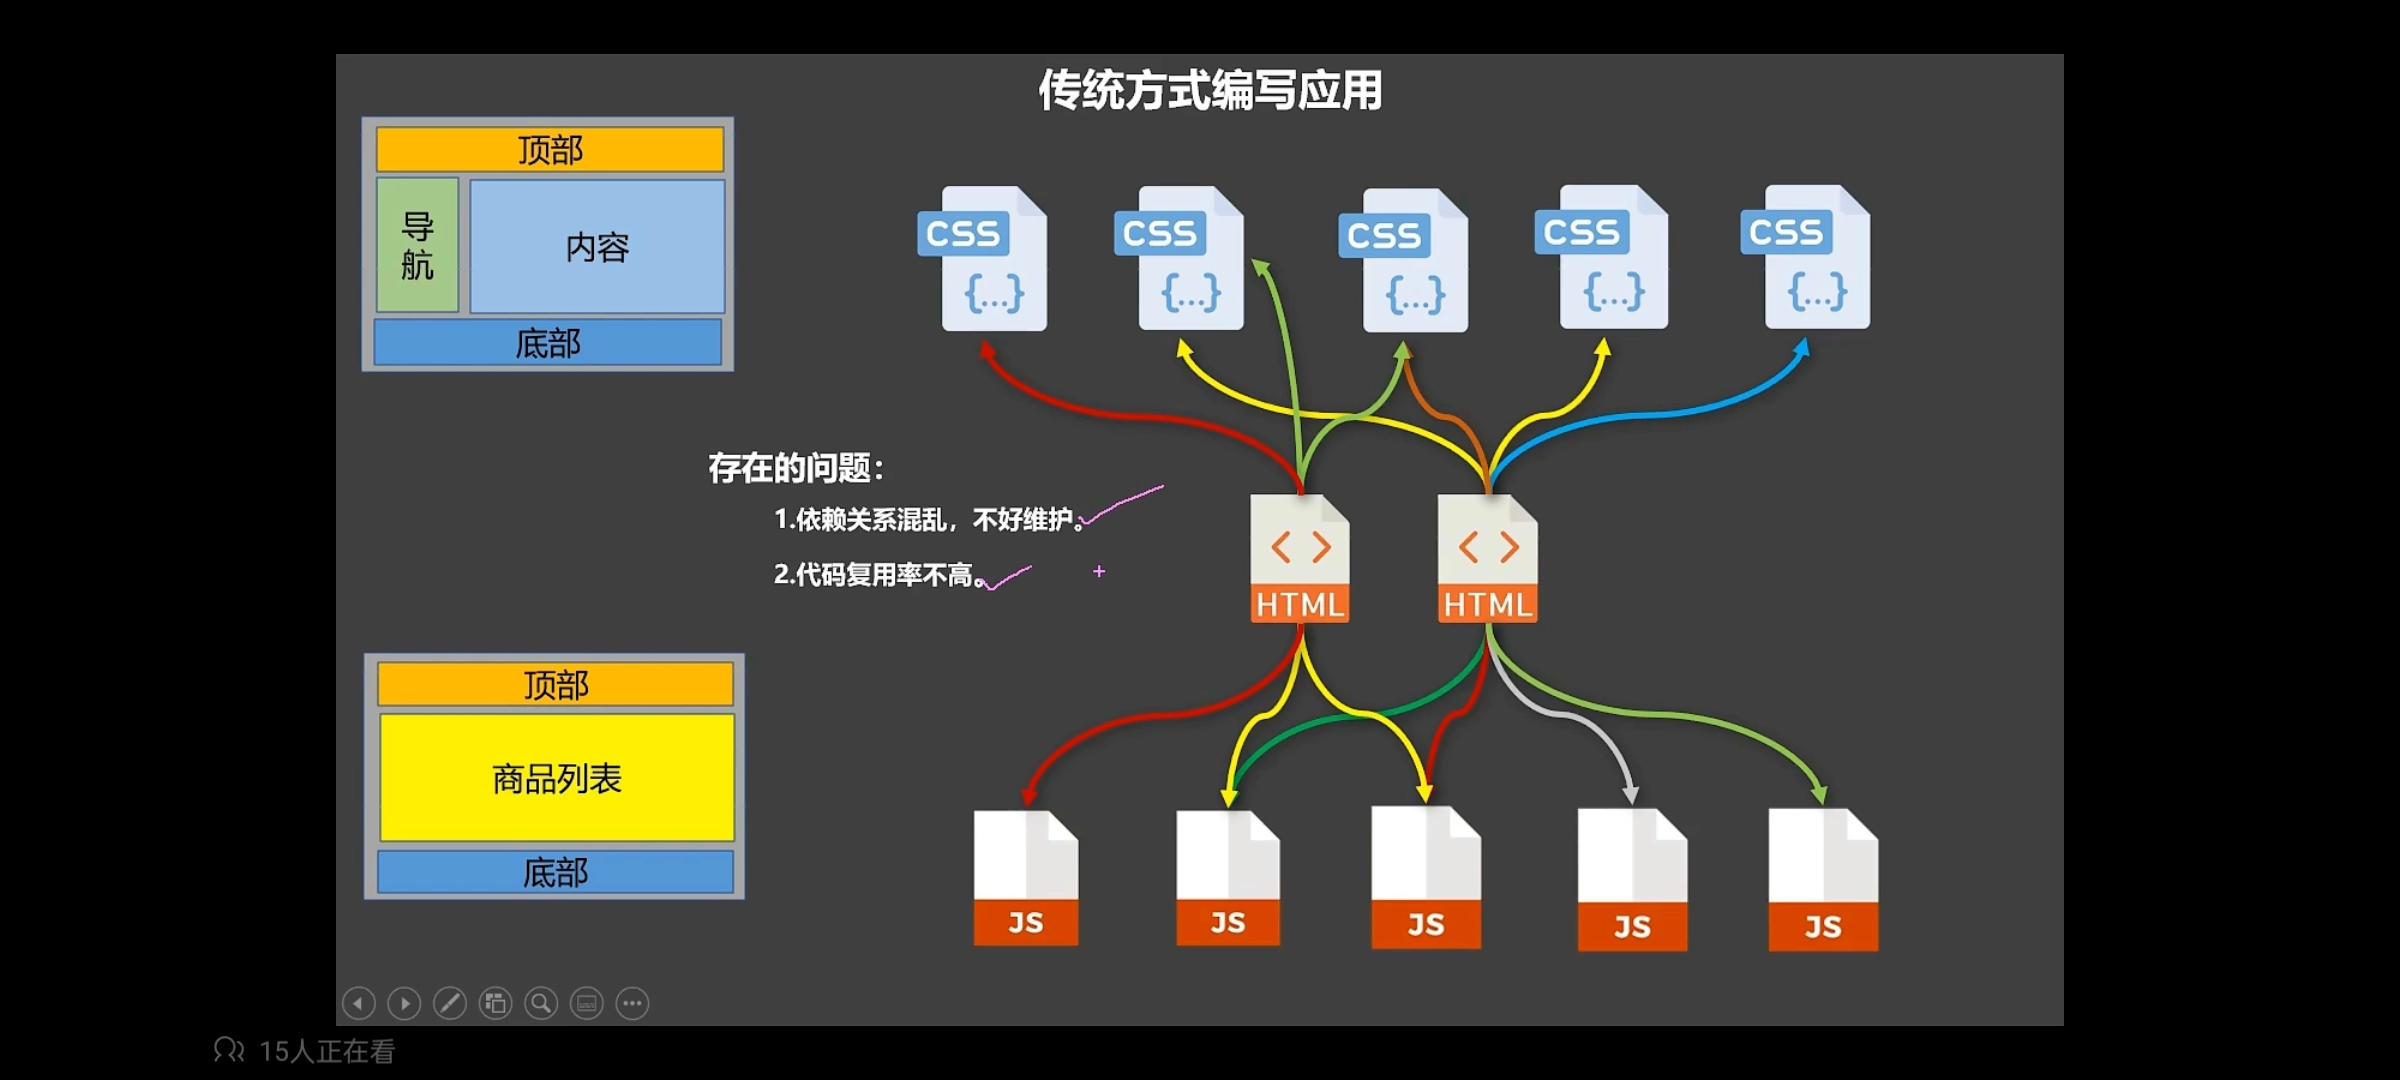 传统方式编写应用
顶部
导航
内容
底部
CSS
{...}
CSS
{...}
CSS
{...}
CSS
{...}
CSS
{...}
存在的问题：
1.依赖关系混乱，不好维护。
2.代码复用率不高。
< >
HTML
< >
HTML
顶部
商品列表
底部
JS
JS
JS
JS
JS
15人正在看